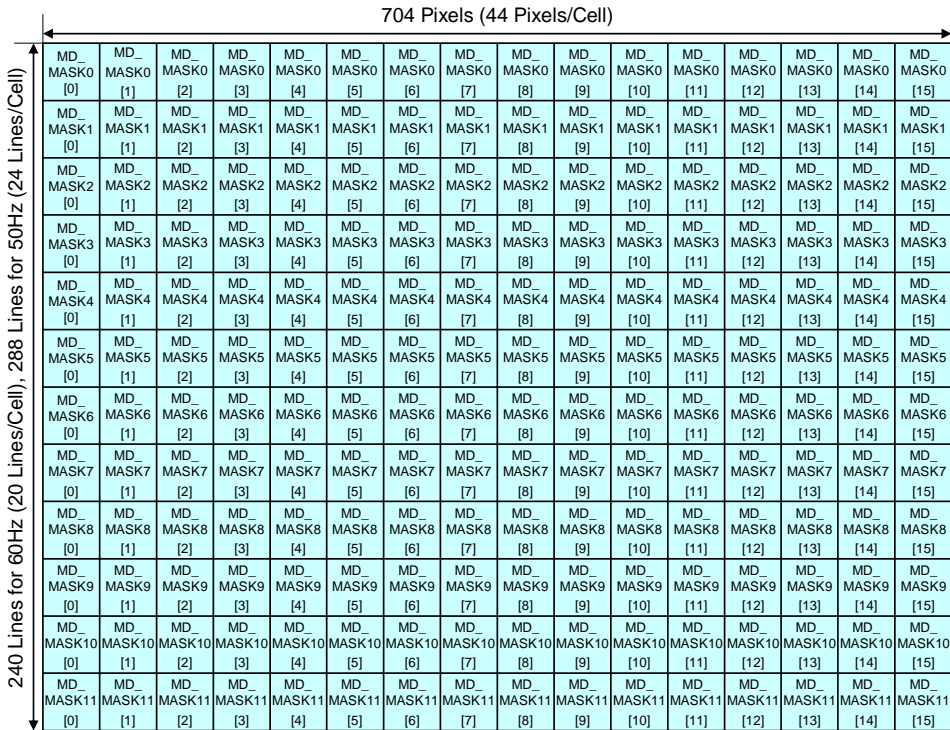 704 Pixels (44 Pixels/Cell)
240 Lines for 60Hz (20 Lines/Cell), 288 Lines for 50Hz (24 Lines/Cell)
MD_ MD_ MD_ MD_ MD_ MD_ MD_ MD_ MD_ MD_ MD_ MD_ MD_ MD_ MD_ MD_
MASK0 MASK0 MASK0 MASK0 MASK0 MASK0 MASK0 MASK0 MASK0 MASK0 MASK0 MASK0 MASK0 MASK0 MASK0 MASK0
[0] [1] [2] [3] [4] [5] [6] [7] [8] [9] [10] [11] [12] [13] [14] [15]
MD_ MD_ MD_ MD_ MD_ MD_ MD_ MD_ MD_ MD_ MD_ MD_ MD_ MD_ MD_ MD_
MASK1 MASK1 MASK1 MASK1 MASK1 MASK1 MASK1 MASK1 MASK1 MASK1 MASK1 MASK1 MASK1 MASK1 MASK1 MASK1
[0] [1] [2] [3] [4] [5] [6] [7] [8] [9] [10] [11] [12] [13] [14] [15]
MD_ MD_ MD_ MD_ MD_ MD_ MD_ MD_ MD_ MD_ MD_ MD_ MD_ MD_ MD_ MD_
MASK2 MASK2 MASK2 MASK2 MASK2 MASK2 MASK2 MASK2 MASK2 MASK2 MASK2 MASK2 MASK2 MASK2 MASK2 MASK2
[0] [1] [2] [3] [4] [5] [6] [7] [8] [9] [10] [11] [12] [13] [14] [15]
MD_ MD_ MD_ MD_ MD_ MD_ MD_ MD_ MD_ MD_ MD_ MD_ MD_ MD_ MD_ MD_
MASK3 MASK3 MASK3 MASK3 MASK3 MASK3 MASK3 MASK3 MASK3 MASK3 MASK3 MASK3 MASK3 MASK3 MASK3 MASK3
[0] [1] [2] [3] [4] [5] [6] [7] [8] [9] [10] [11] [12] [13] [14] [15]
MD_ MD_ MD_ MD_ MD_ MD_ MD_ MD_ MD_ MD_ MD_ MD_ MD_ MD_ MD_ MD_
MASK4 MASK4 MASK4 MASK4 MASK4 MASK4 MASK4 MASK4 MASK4 MASK4 MASK4 MASK4 MASK4 MASK4 MASK4 MASK4
[0] [1] [2] [3] [4] [5] [6] [7] [8] [9] [10] [11] [12] [13] [14] [15]
MD_ MD_ MD_ MD_ MD_ MD_ MD_ MD_ MD_ MD_ MD_ MD_ MD_ MD_ MD_ MD_
MASK5 MASK5 MASK5 MASK5 MASK5 MASK5 MASK5 MASK5 MASK5 MASK5 MASK5 MASK5 MASK5 MASK5 MASK5 MASK5
[0] [1] [2] [3] [4] [5] [6] [7] [8] [9] [10] [11] [12] [13] [14] [15]
MD_ MD_ MD_ MD_ MD_ MD_ MD_ MD_ MD_ MD_ MD_ MD_ MD_ MD_ MD_ MD_
MASK6 MASK6 MASK6 MASK6 MASK6 MASK6 MASK6 MASK6 MASK6 MASK6 MASK6 MASK6 MASK6 MASK6 MASK6 MASK6
[0] [1] [2] [3] [4] [5] [6] [7] [8] [9] [10] [11] [12] [13] [14] [15]
MD_ MD_ MD_ MD_ MD_ MD_ MD_ MD_ MD_ MD_ MD_ MD_ MD_ MD_ MD_ MD_
MASK7 MASK7 MASK7 MASK7 MASK7 MASK7 MASK7 MASK7 MASK7 MASK7 MASK7 MASK7 MASK7 MASK7 MASK7 MASK7
[0] [1] [2] [3] [4] [5] [6] [7] [8] [9] [10] [11] [12] [13] [14] [15]
MD_ MD_ MD_ MD_ MD_ MD_ MD_ MD_ MD_ MD_ MD_ MD_ MD_ MD_ MD_ MD_
MASK8 MASK8 MASK8 MASK8 MASK8 MASK8 MASK8 MASK8 MASK8 MASK8 MASK8 MASK8 MASK8 MASK8 MASK8 MASK8
[0] [1] [2] [3] [4] [5] [6] [7] [8] [9] [10] [11] [12] [13] [14] [15]
MD_ MD_ MD_ MD_ MD_ MD_ MD_ MD_ MD_ MD_ MD_ MD_ MD_ MD_ MD_ MD_
MASK9 MASK9 MASK9 MASK9 MASK9 MASK9 MASK9 MASK9 MASK9 MASK9 MASK9 MASK9 MASK9 MASK9 MASK9 MASK9
[0] [1] [2] [3] [4] [5] [6] [7] [8] [9] [10] [11] [12] [13] [14] [15]
MD_ MD_ MD_ MD_ MD_ MD_ MD_ MD_ MD_ MD_ MD_ MD_ MD_ MD_ MD_ MD_
MASK10 MASK10 MASK10 MASK10 MASK10 MASK10 MASK10 MASK10 MASK10 MASK10 MASK10 MASK10 MASK10 MASK10 MASK10 MASK10
[0] [1] [2] [3] [4] [5] [6] [7] [8] [9] [10] [11] [12] [13] [14] [15]
MD_ MD_ MD_ MD_ MD_ MD_ MD_ MD_ MD_ MD_ MD_ MD_ MD_ MD_ MD_ MD_
MASK11 MASK11 MASK11 MASK11 MASK11 MASK11 MASK11 MASK11 MASK11 MASK11 MASK11 MASK11 MASK11 MASK11 MASK11 MASK11
[0] [1] [2] [3] [4] [5] [6] [7] [8] [9] [10] [11] [12] [13] [14] [15]